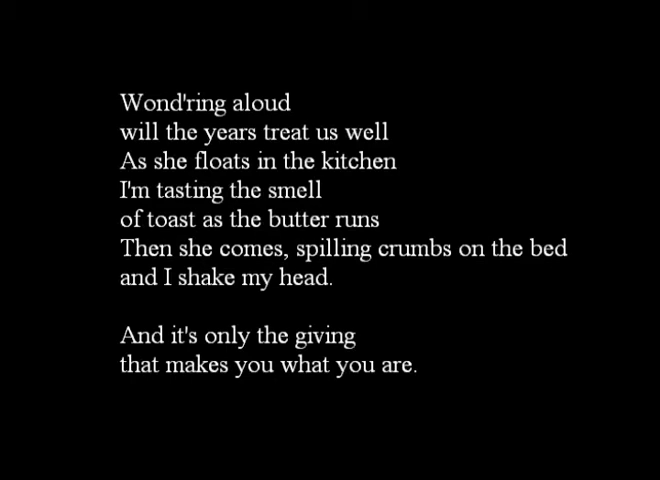 Wond'ring aloud
will the years treat us well
As she floats in the kitchen
I'm tasting the smell
of toast as the butter runs
Then she comes, spilling crumbs on the bed
and I shake my head.
And it's only the giving
that makes you what you are.